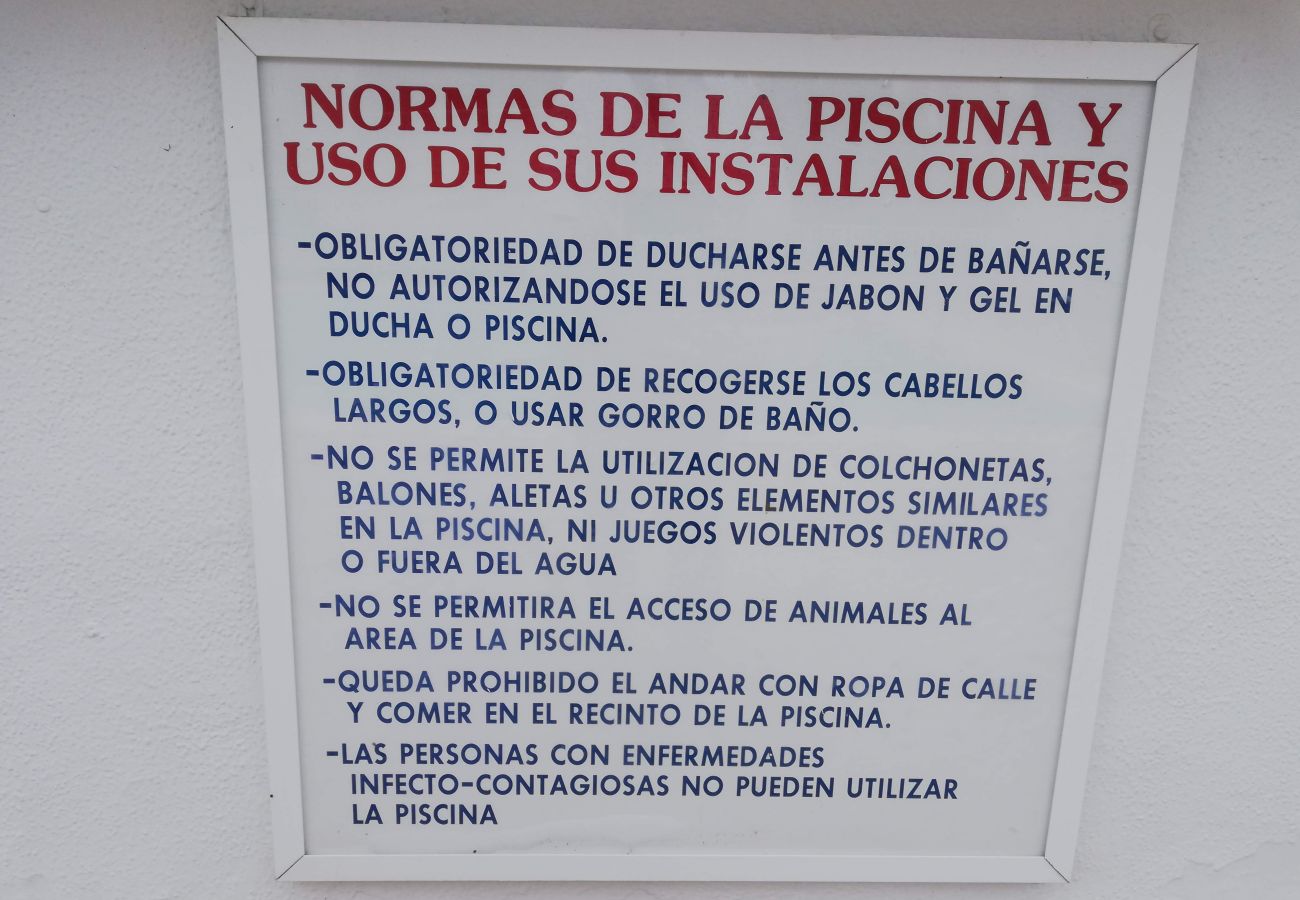 NORMAS DE LA PISCINA Y
USO DE SUS INSTALACIONES
-OBLIGATORIEDAD DE DUCHARSE ANTES DE BAÑARSE,
NO AUTORIZANDOSE EL USO DE JABON Y GEL EN
DUCHA O PISCINA.
-OBLIGATORIEDAD DE RECOGERSE LOS CABELLOS
LARGOS, O USAR GORRO DE BAÑO.
-NO SE PERMITE LA UTILIZACION DE COLCHONETAS,
BALONES, ALETAS U OTROS ELEMENTOS SIMILARES
EN LA PISCINA, NI JUEGOS VIOLENTOS DENTRO
O FUERA DEL AGUA
-NO SE PERMITIRA EL ACCESO DE ANIMALES AL
AREA DE LA PISCINA.
-QUEDA PROHIBIDO EL ANDAR CON ROPA DE CALLE
Y COMER EN EL RECINTO DE LA PISCINA.
-LAS PERSONAS CON ENFERMEDADES
INFECTO-CONTAGIOSAS NO PUEDEN UTILIZAR
LA PISCINA